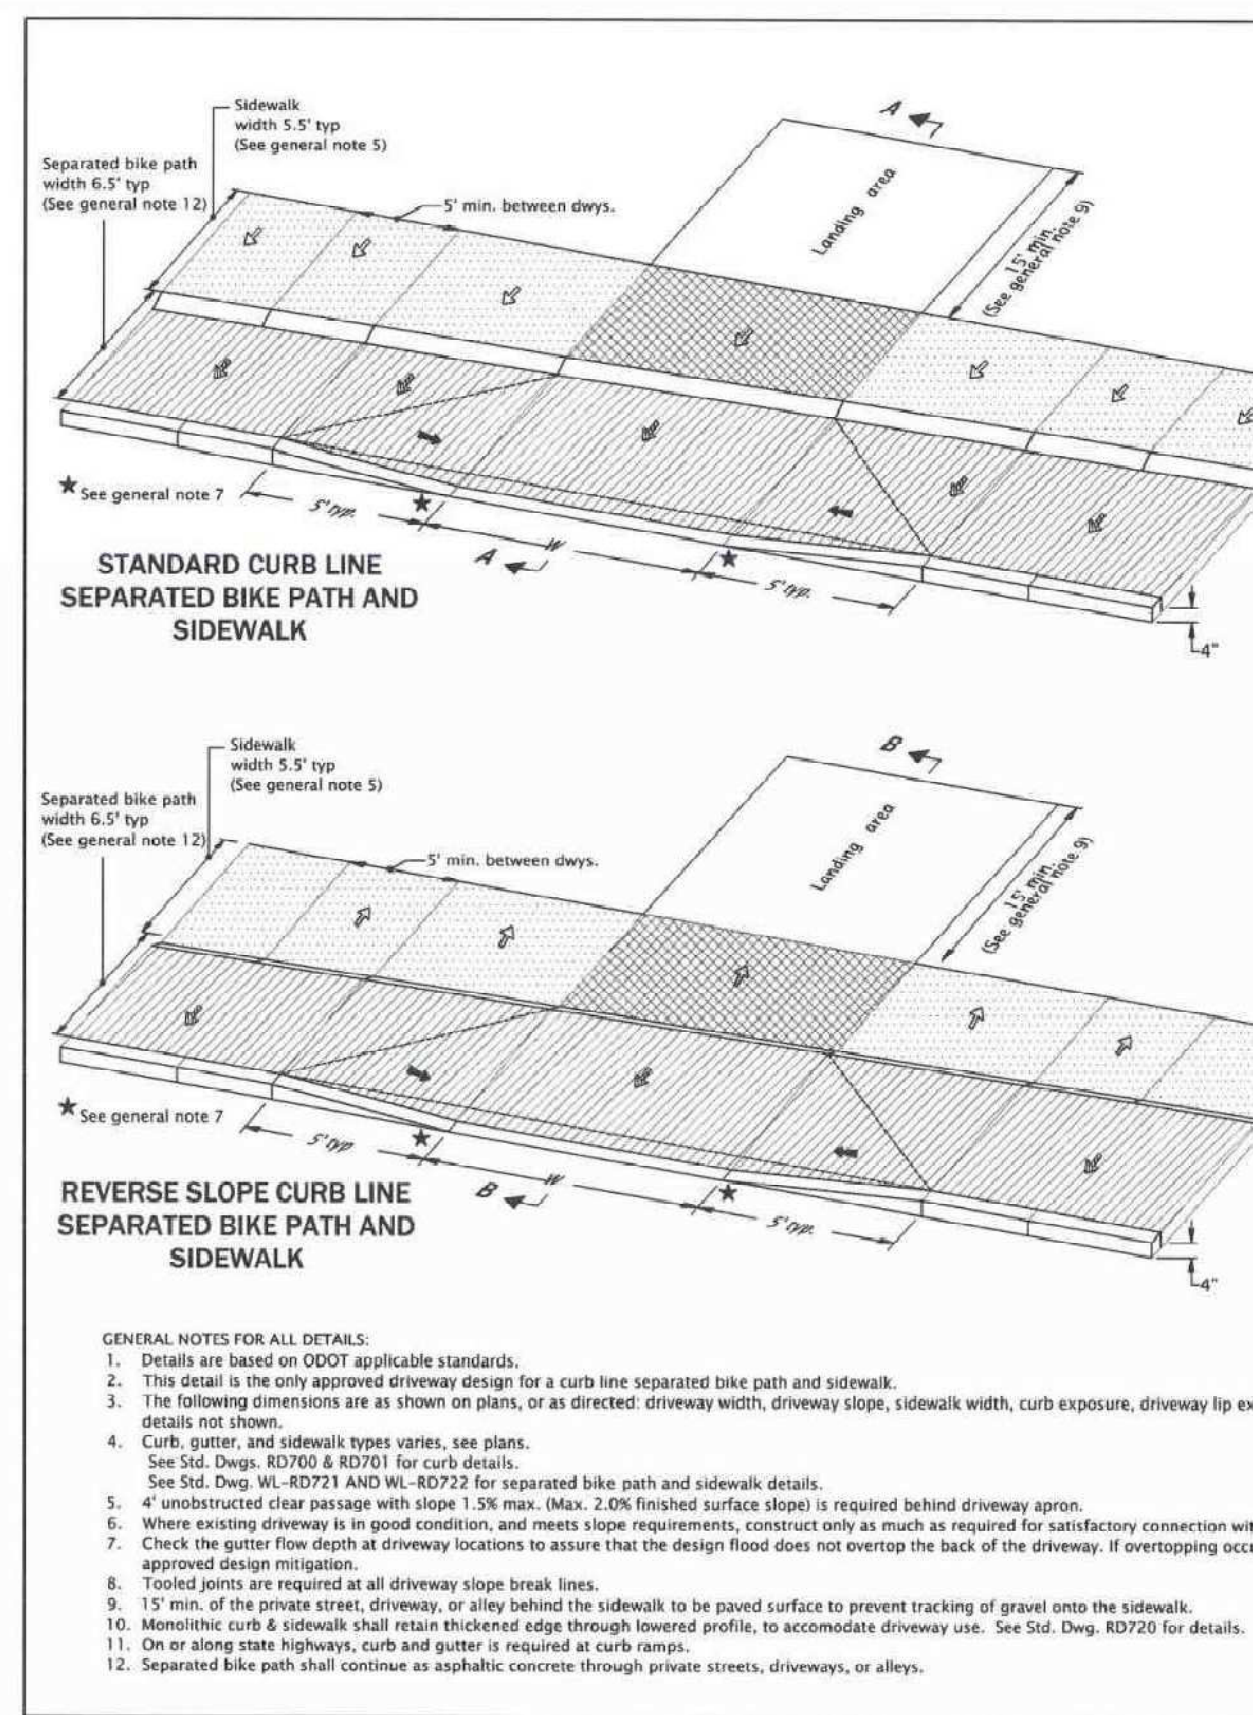 Sidewalk
width 5.5' typ
(See general note 5)
Separated bike path
width 6.5' typ
(See general note 12)
5' min. between dwys.
A
Landing area
15' min.
(See general note 9)
★ See general note 7
5' typ.
★
W
A
★
5' typ.
4"
STANDARD CURB LINE
SEPARATED BIKE PATH AND
SIDEWALK
Sidewalk
width 5.5' typ
(See general note 5)
Separated bike path
width 6.5' typ
(See general note 12)
5' min. between dwys.
B
Landing area
15' min.
(See general note 9)
★ See general note 7
5' typ
★
W
B
★
5' typ.
4"
REVERSE SLOPE CURB LINE
SEPARATED BIKE PATH AND
SIDEWALK
GENERAL NOTES FOR ALL DETAILS:
1. Details are based on ODOT applicable standards.
2. This detail is the only approved driveway design for a curb line separated bike path and sidewalk.
3. The following dimensions are as shown on plans, or as directed: driveway width, driveway slope, sidewalk width, curb exposure, driveway lip ex
details not shown.
4. Curb, gutter, and sidewalk types varies, see plans.
See Std. Dwgs. RD700 & RD701 for curb details.
See Std. Dwg. WL-RD721 AND WL-RD722 for separated bike path and sidewalk details.
5. 4' unobstructed clear passage with slope 1.5% max. (Max. 2.0% finished surface slope) is required behind driveway apron.
6. Where existing driveway is in good condition, and meets slope requirements, construct only as much as required for satisfactory connection wit
7. Check the gutter flow depth at driveway locations to assure that the design flood does not overtop the back of the driveway. If overtopping occu
approved design mitigation.
8. Tooled joints are required at all driveway slope break lines.
9. 15' min. of the private street, driveway, or alley behind the sidewalk to be paved surface to prevent tracking of gravel onto the sidewalk.
10. Monolithic curb & sidewalk shall retain thickened edge through lowered profile, to accomodate driveway use. See Std. Dwg. RD720 for details.
11. On or along state highways, curb and gutter is required at curb ramps.
12. Separated bike path shall continue as asphaltic concrete through private streets, driveways, or alleys.